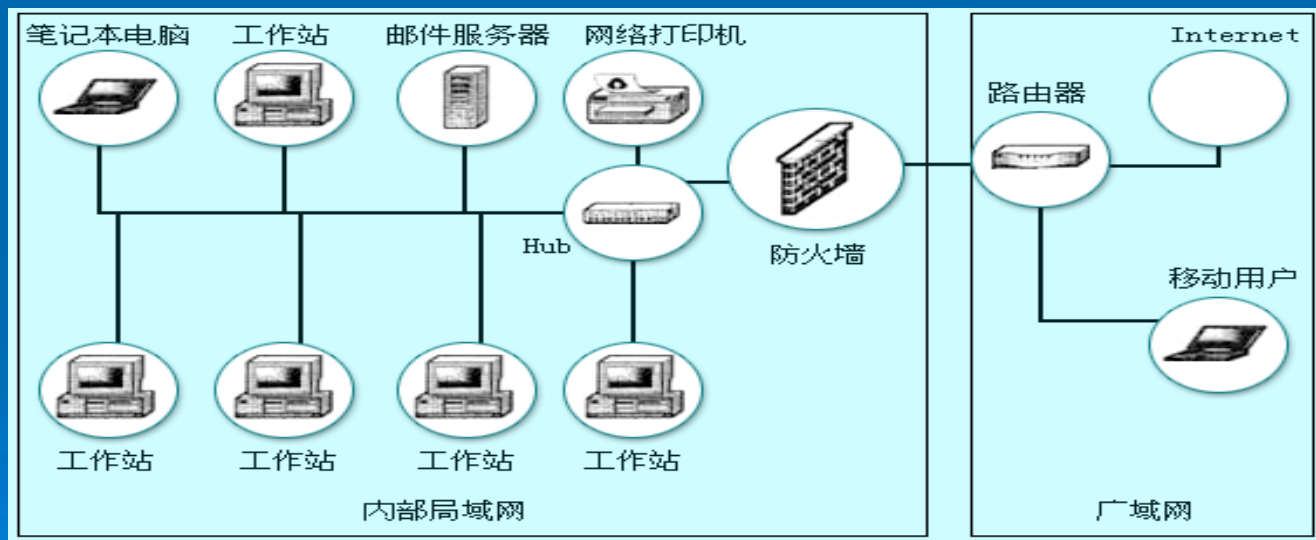 笔记本电脑
工作站
邮件服务器
网络打印机
Internet
路由器
Hub
防火墙
移动用户
工作站
工作站
工作站
工作站
内部局域网
广域网